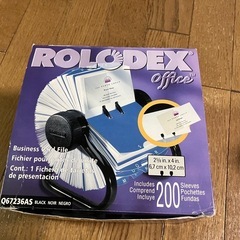 ROLODEX
Office
Business Card File
Fichier pour
Cont.: 1 Fichero
de presentación
2⅝ in. x 4 in.
6,7 cm x 10,2 cm
Includes
Comprend
Incluye
200
Sleeves
Pochettes
Fundas
Q67236AS BLACK NOIR NEGRO